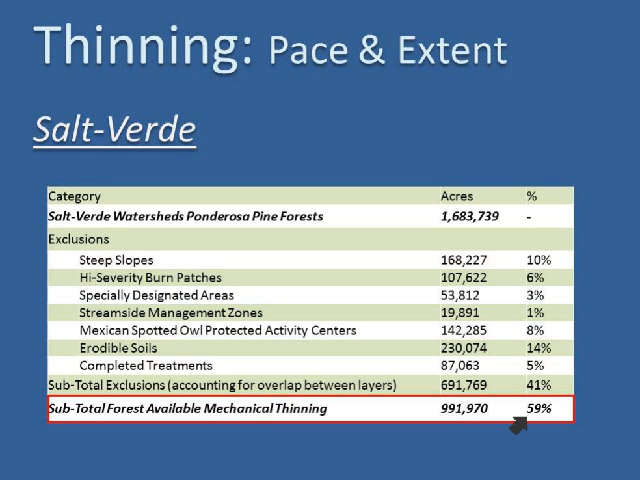 Thinning: Pace & Extent
Salt-Verde
Category Acres %
Salt-Verde Watersheds Ponderosa Pine Forests 1,683,739 -
Exclusions
Steep Slopes 168,227 10%
Hi-Severity Burn Patches 107,622 6%
Specially Designated Areas 53,812 3%
Streamside Management Zones 19,891 1%
Mexican Spotted Owl Protected Activity Centers 142,285 8%
Erodible Soils 230,074 14%
Completed Treatments 87,063 5%
Sub-Total Exclusions (accounting for overlap between layers) 691,769 41%
Sub-Total Forest Available Mechanical Thinning 991,970 59%